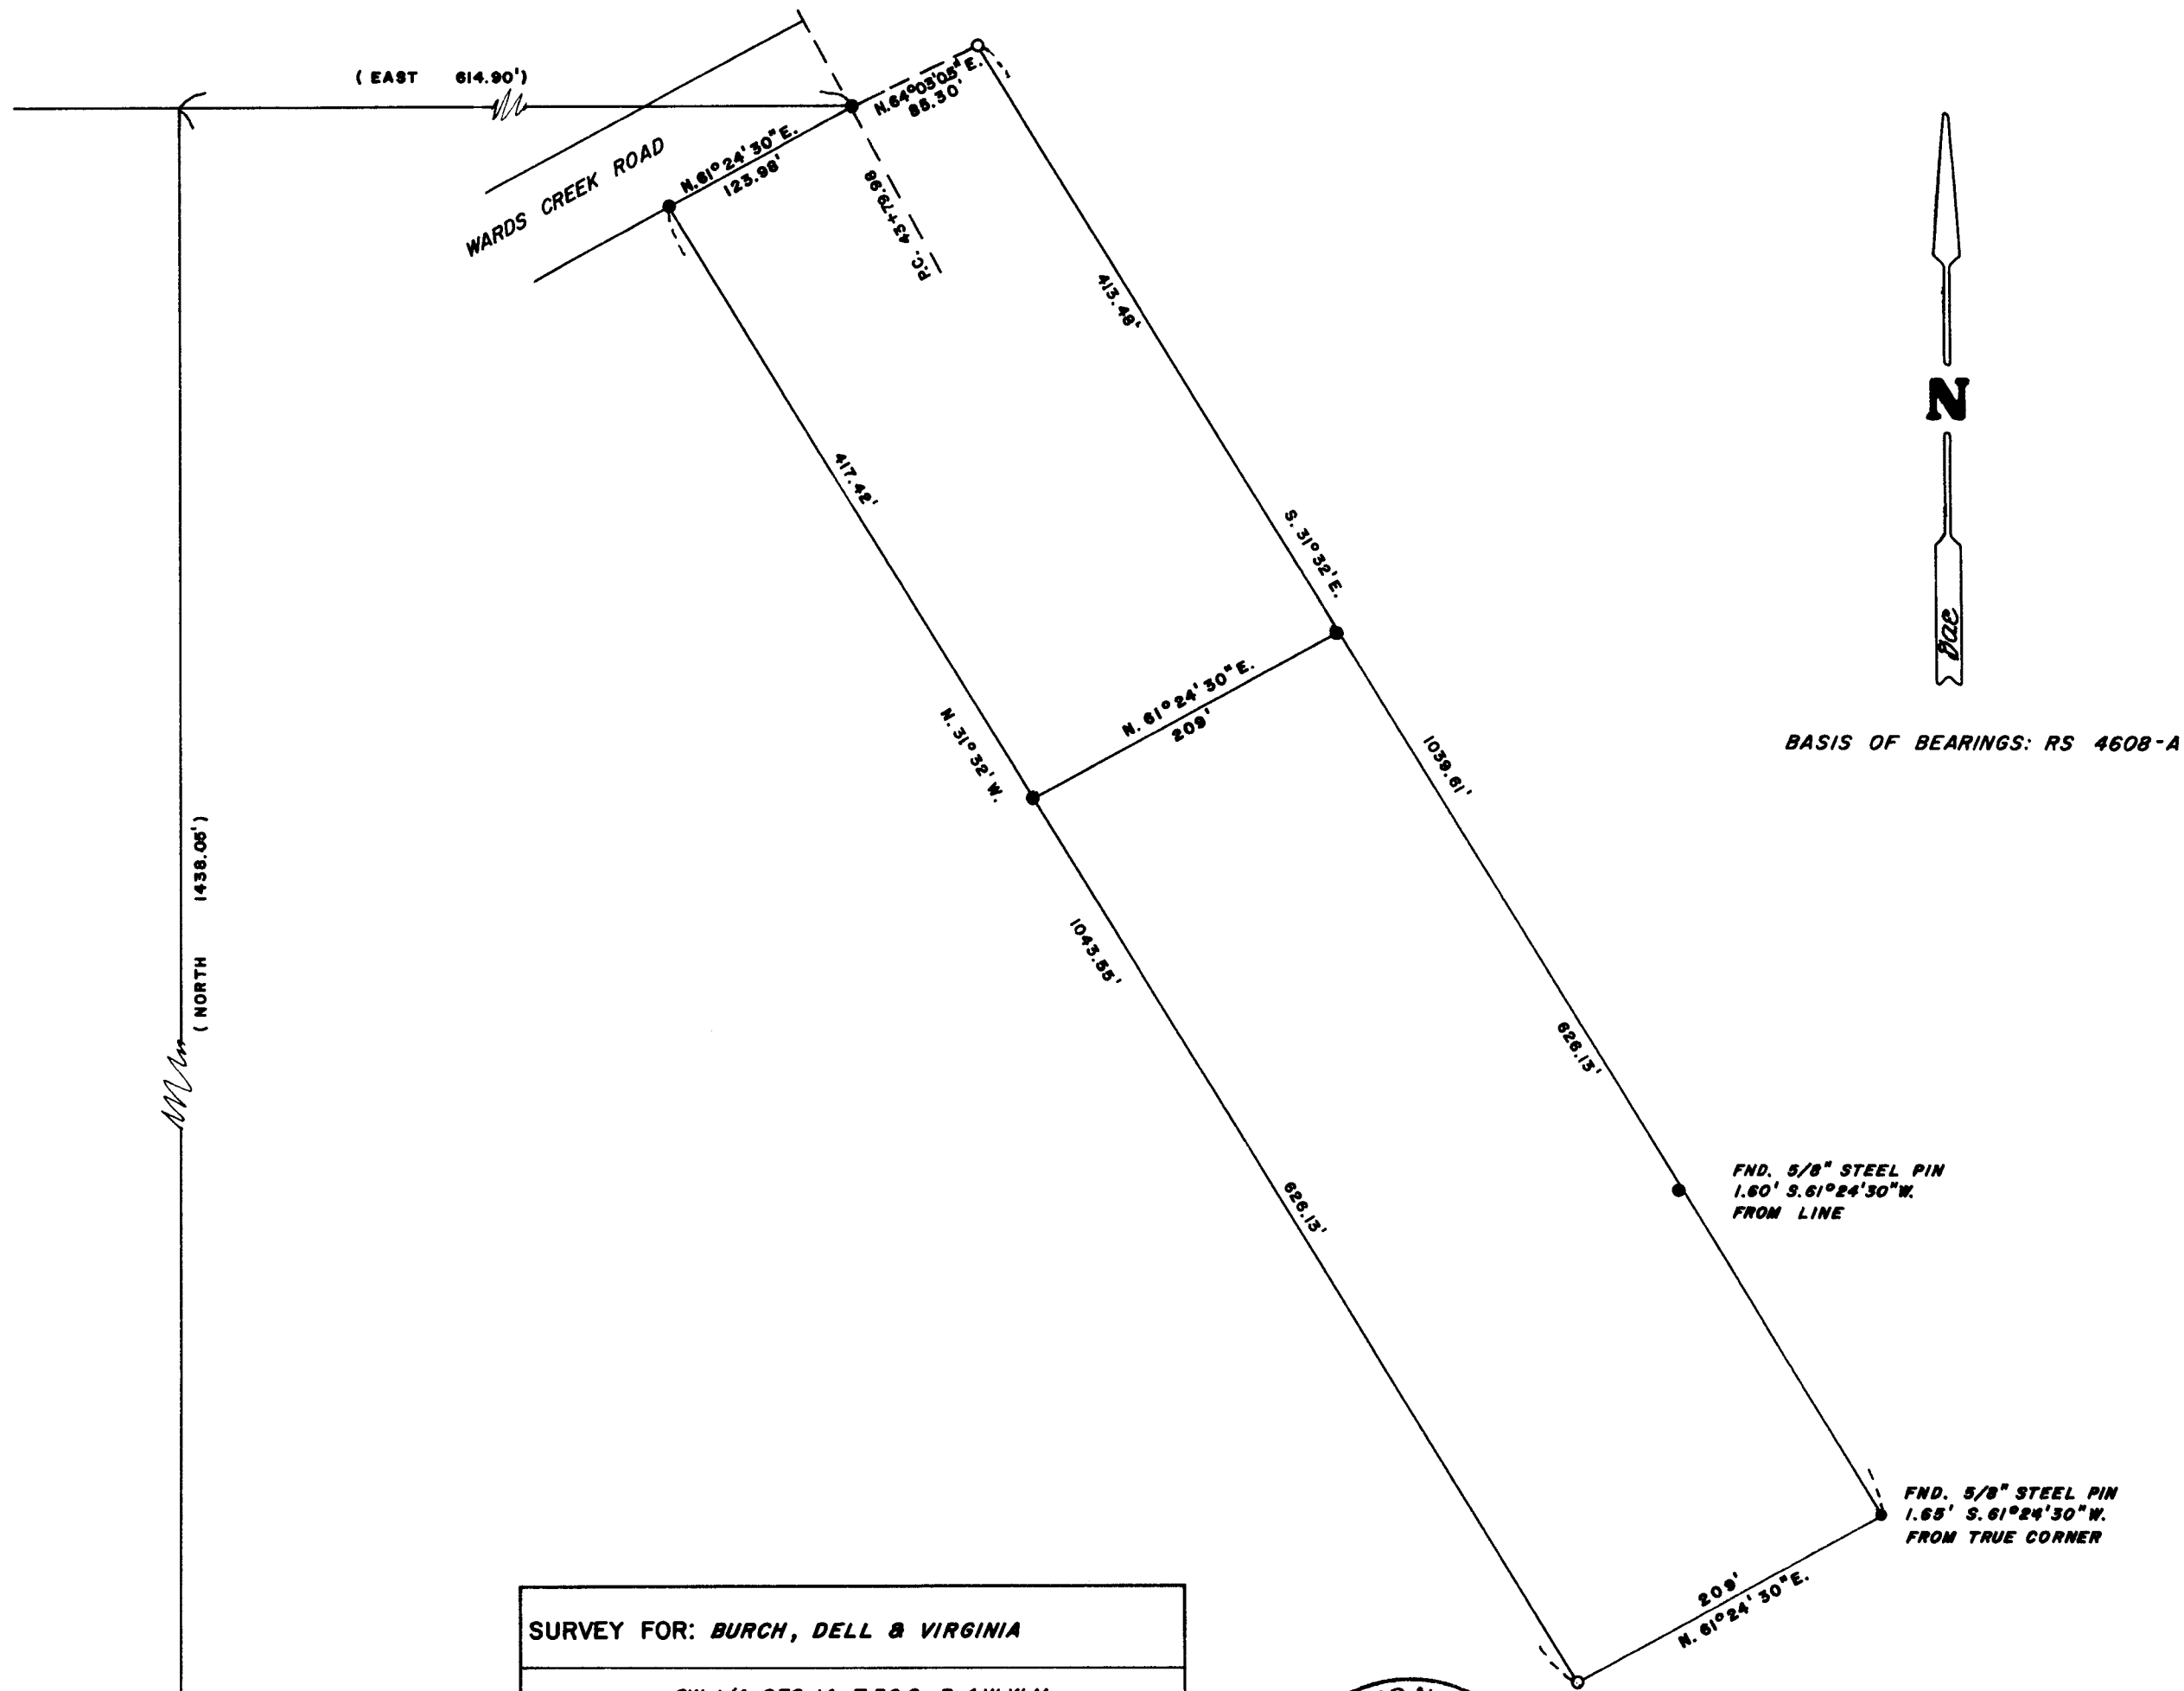 ( EAST 614.90')
N. 64°03'05" E.
85.30'
N. 61° 24' 30" E.
123.98'
WARDS CREEK ROAD
P.C. 43+79.98
413.48'
417.42'
S. 31° 32' E.
N
Dae
N. 61° 24' 30" E.
209'
N. 31° 32' W.
1039.61'
BASIS OF BEARINGS: RS 4608-A
( NORTH 1438.05')
1043.55'
626.13'
FND. 5/8" STEEL PIN
1.60' S. 61° 24' 30" W.
FROM LINE
626.13'
FND. 5/8" STEEL PIN
1.65' S. 61° 24' 30" W.
FROM TRUE CORNER
209'
N. 61° 24' 30" E.
SURVEY FOR: BURCH, DELL & VIRGINIA